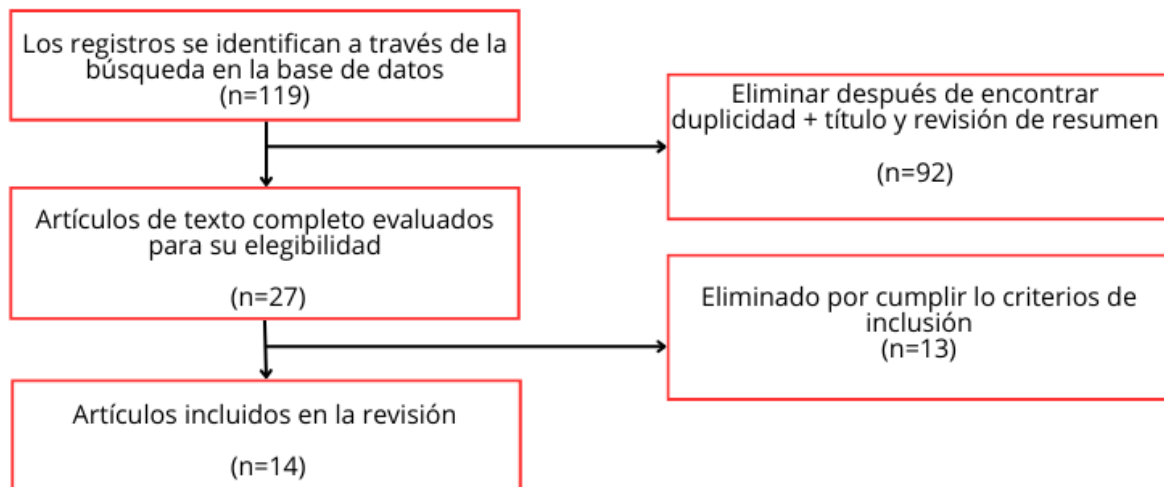 Los registros se identifican a través de la
búsqueda en la base de datos
(n=119)
Eliminar después de encontrar
duplicidad + título y revisión de resumen
(n=92)
Artículos de texto completo evaluados
para su elegibilidad
(n=27)
Eliminado por cumplir lo criterios de
inclusión
(n=13)
Artículos incluidos en la revisión
(n=14)